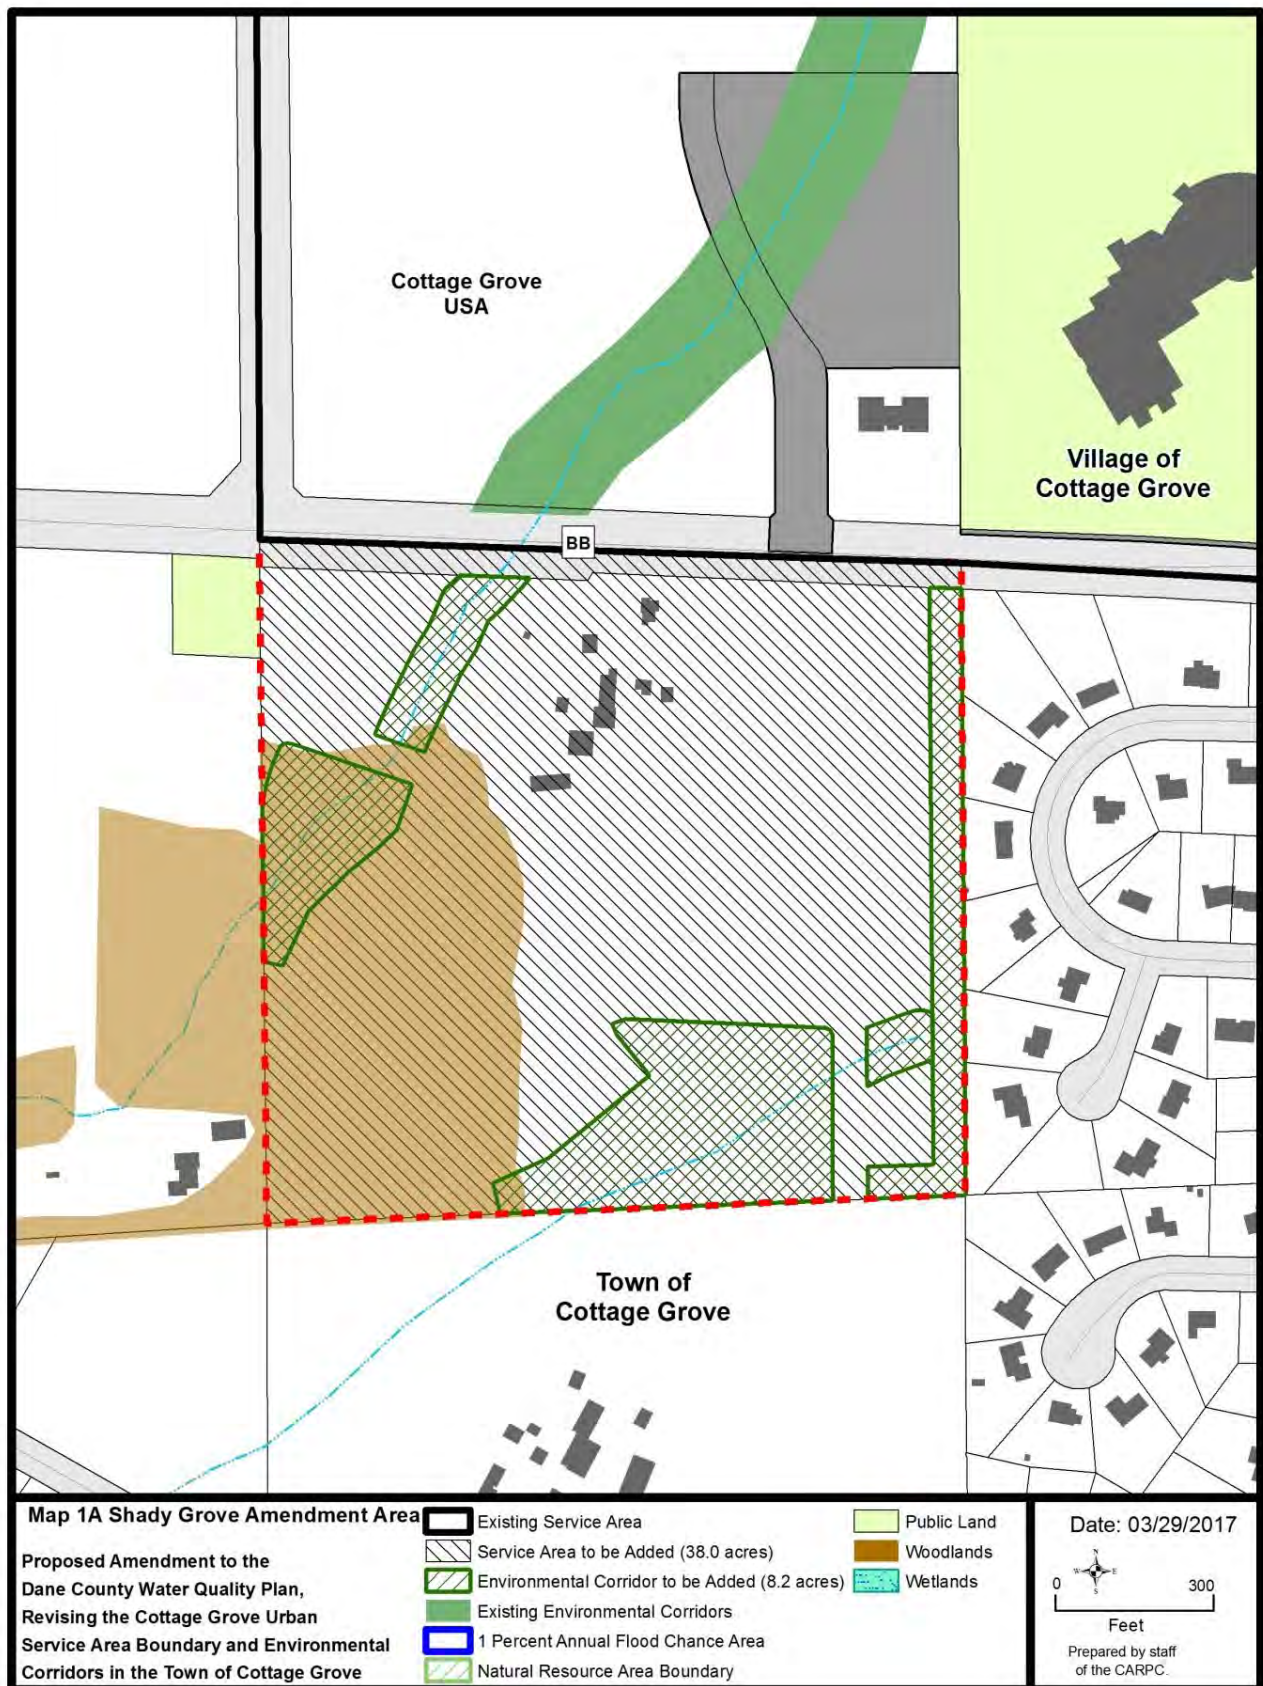 Cottage Grove
USA
Village of
Cottage Grove
BB
Town of
Cottage Grove
Map 1A Shady Grove Amendment Area
Proposed Amendment to the
Dane County Water Quality Plan,
Revising the Cottage Grove Urban
Service Area Boundary and Environmental
Corridors in the Town of Cottage Grove
Existing Service Area
Service Area to be Added (38.0 acres)
Environmental Corridor to be Added (8.2 acres)
Existing Environmental Corridors
1 Percent Annual Flood Chance Area
Natural Resource Area Boundary
Public Land
Woodlands
Wetlands
Date: 03/29/2017
N
W E
S
0 300
Feet
Prepared by staff
of the CARPC.